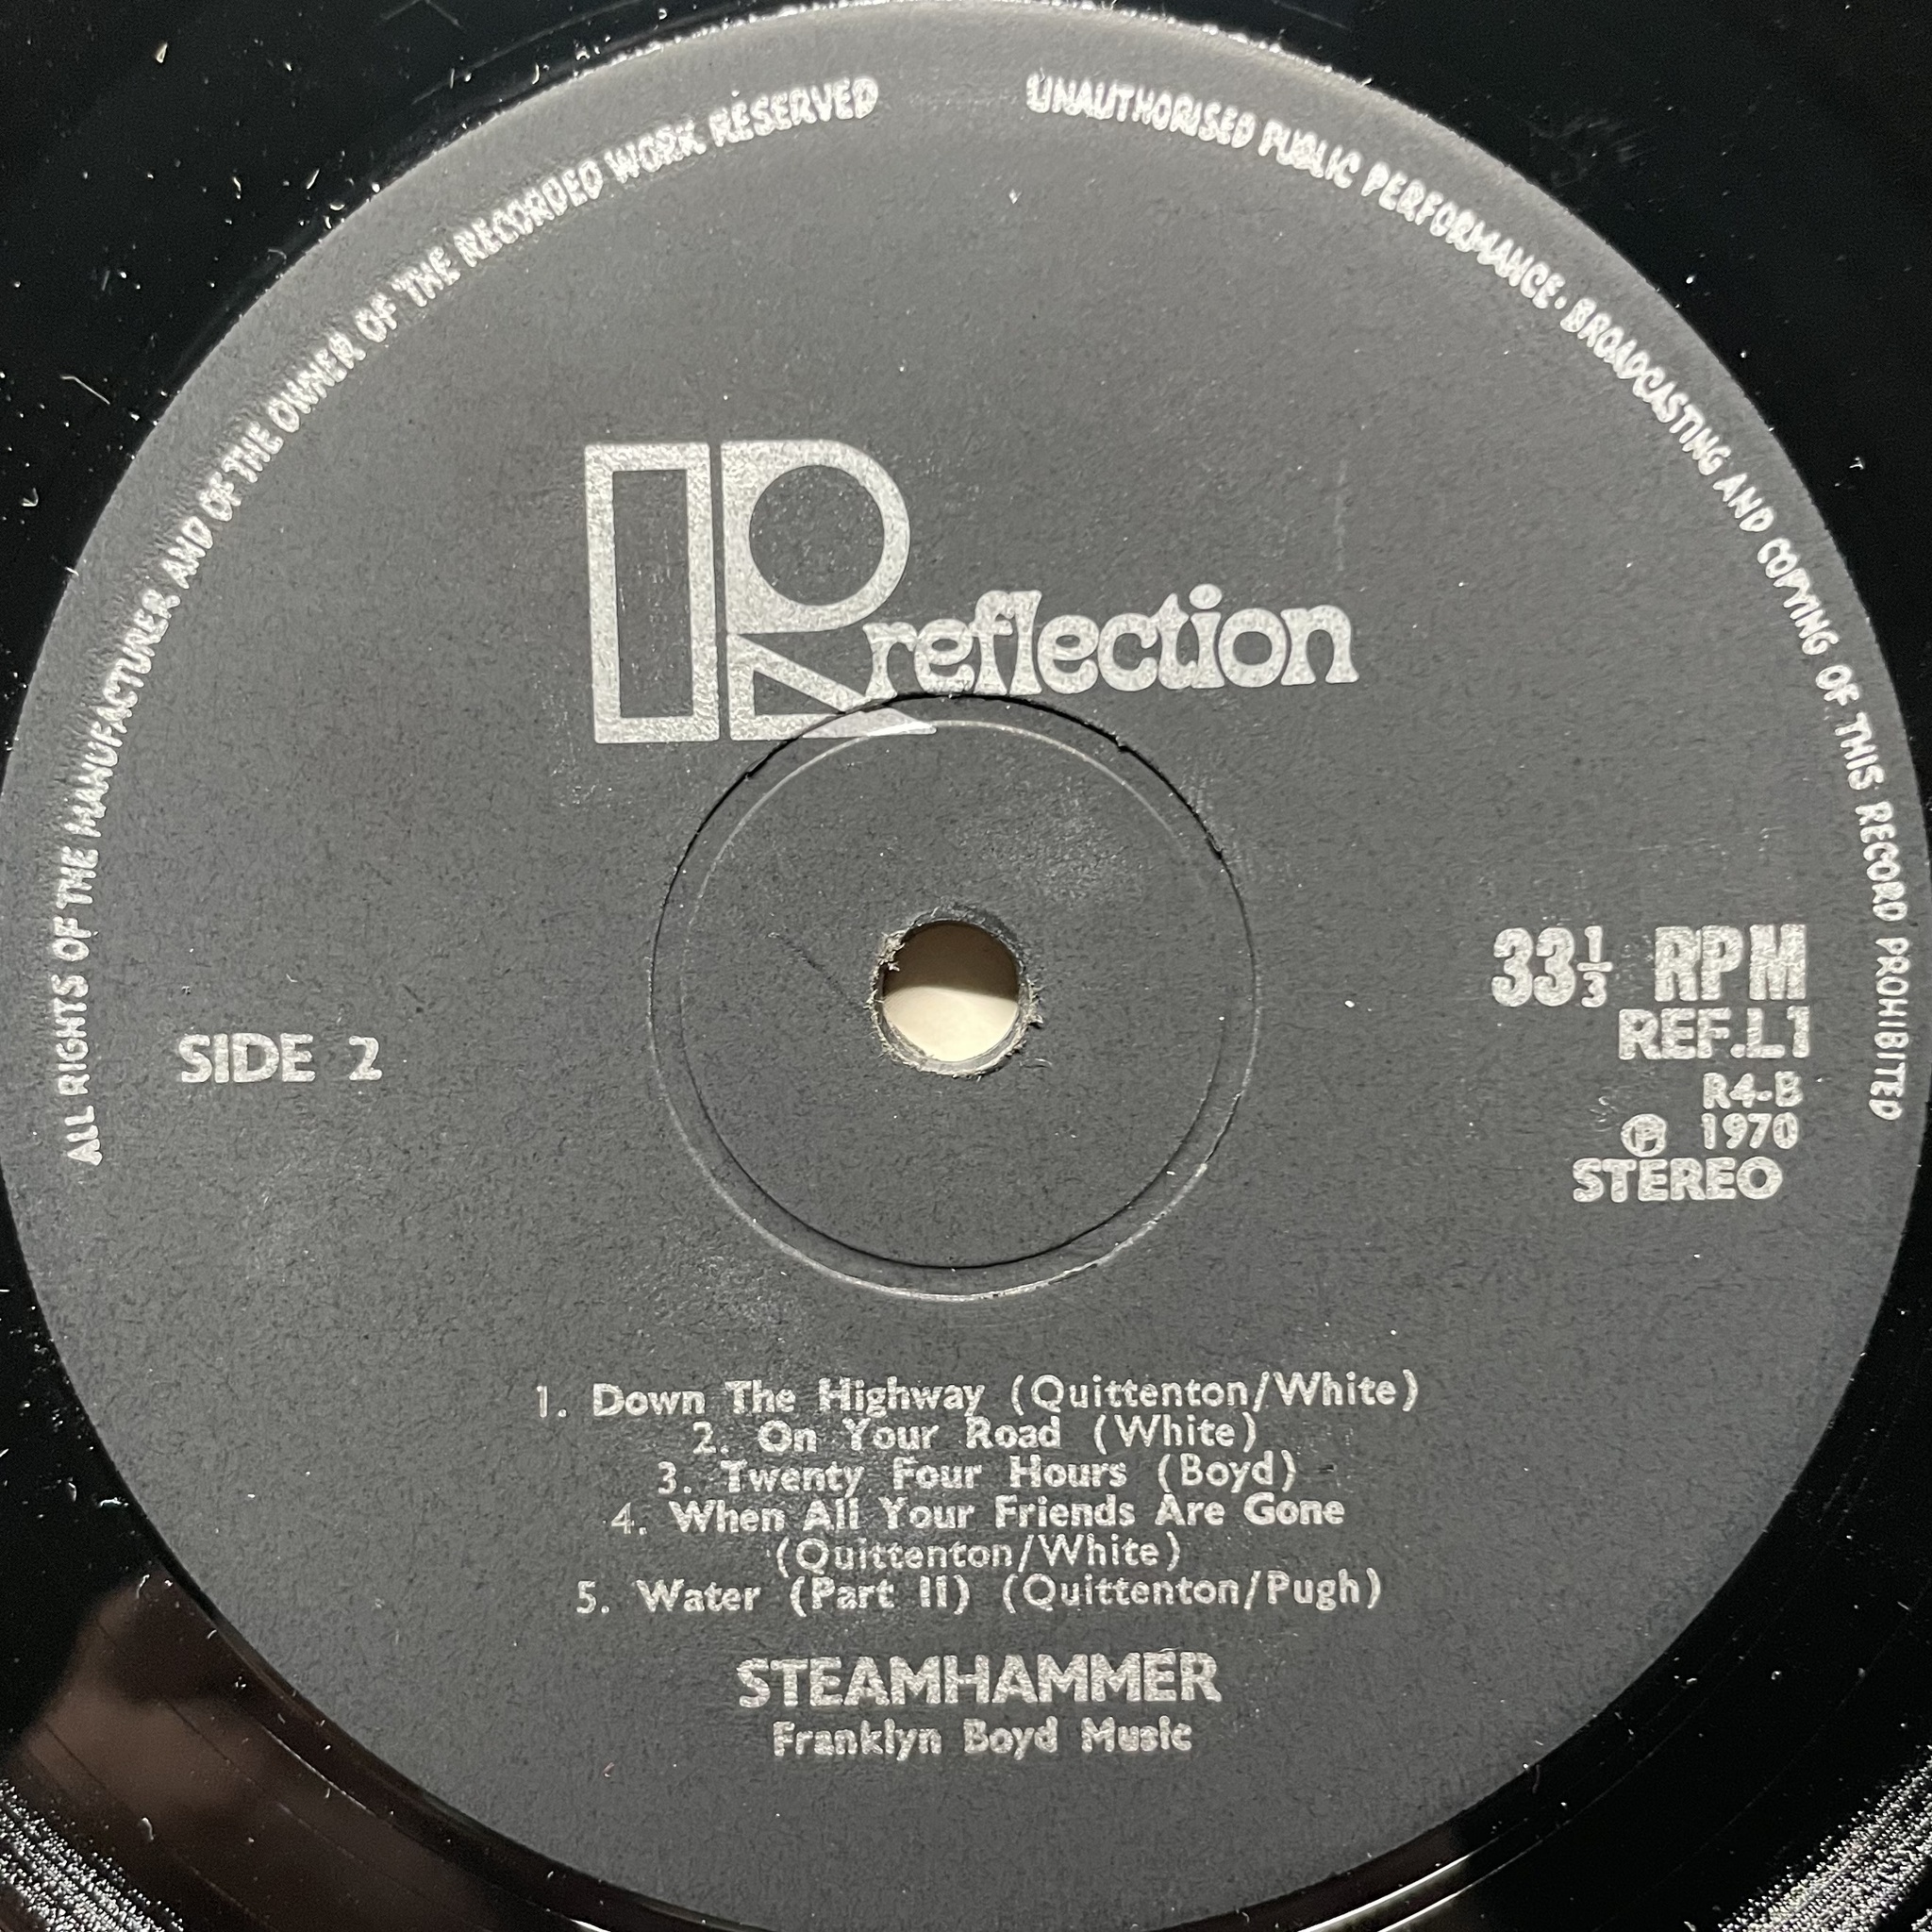 ALL RIGHTS OF THE MANUFACTURER AND OF THE OWNER OF THE RECORDED WORK RESERVED
UNAUTHORISED PUBLIC PERFORMANCE · BROADCASTING AND COPYING OF THIS RECORD PROHIBITED
R reflection
SIDE 2
33⅓ RPM
REF.L1
R4-B
℗ 1970
STEREO
1. Down The Highway (Quittenton/White)
2. On Your Road (White)
3. Twenty Four Hours (Boyd)
4. When All Your Friends Are Gone
(Quittenton/White)
5. Water (Part II) (Quittenton/Pugh)
STEAMHAMMER
Franklyn Boyd Music